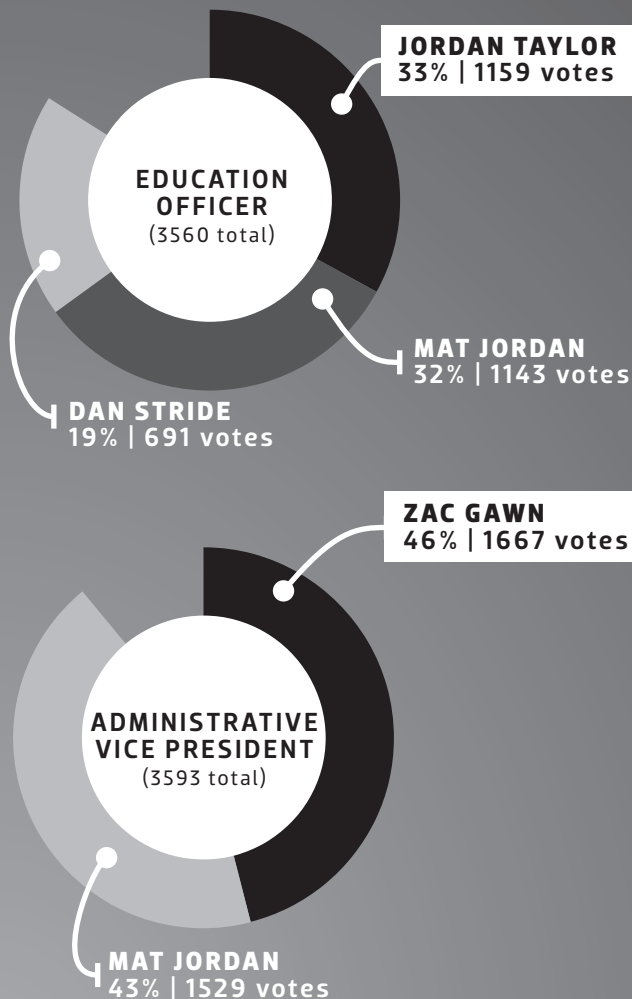 JORDAN TAYLOR
33% | 1159 votes
EDUCATION
OFFICER
(3560 total)
MAT JORDAN
32% | 1143 votes
DAN STRIDE
19% | 691 votes
ZAC GAWN
46% | 1667 votes
ADMINISTRATIVE
VICE PRESIDENT
(3593 total)
MAT JORDAN
43% | 1529 votes